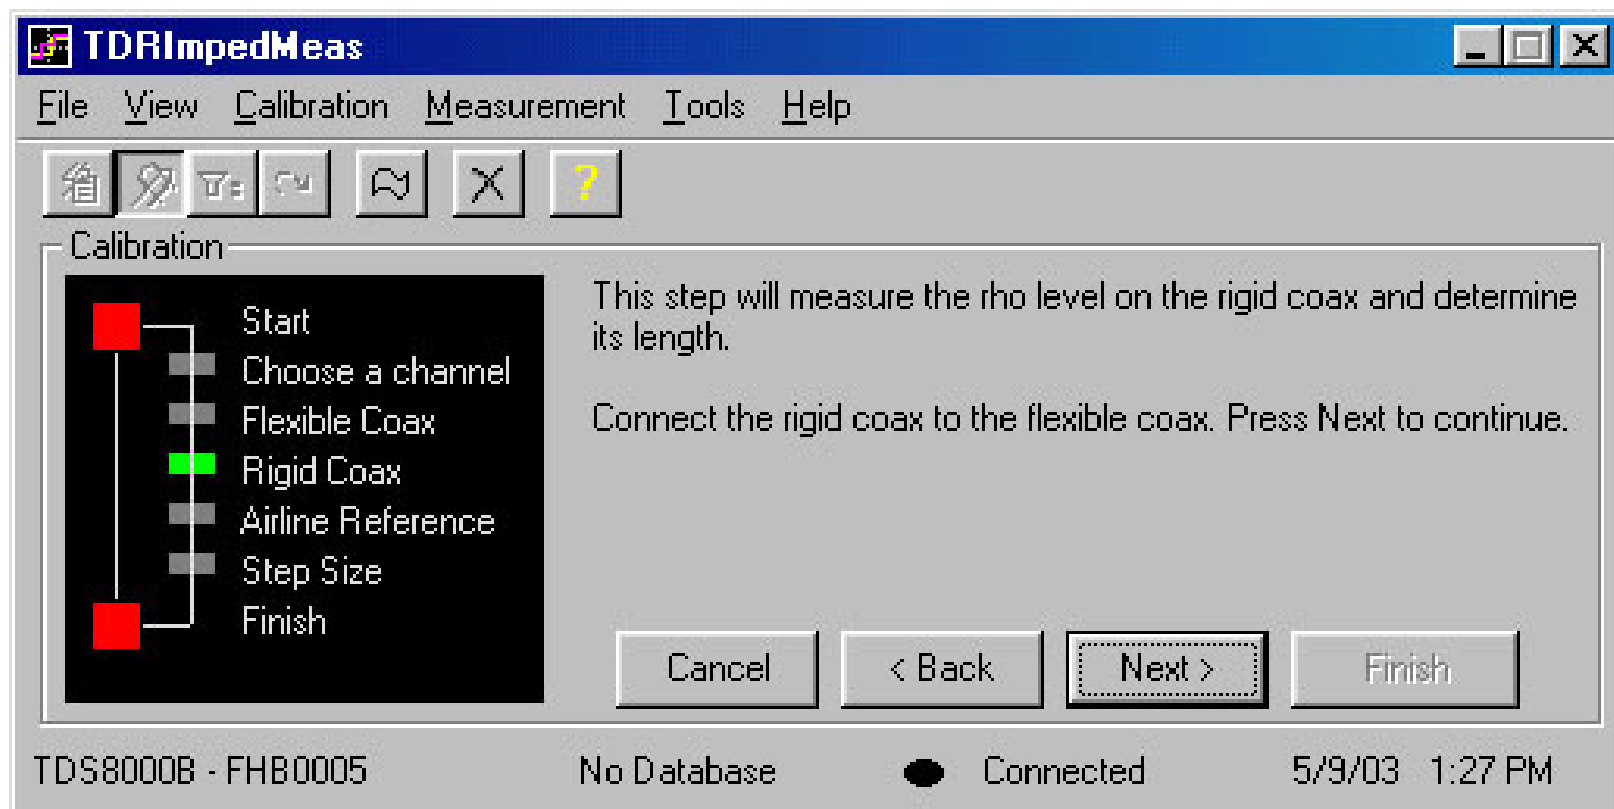 TDRImpedMeas
File View Calibration Measurement Tools Help
?
Calibration
Start
Choose a channel
Flexible Coax
Rigid Coax
Airline Reference
Step Size
Finish
This step will measure the rho level on the rigid coax and determine
its length.
Connect the rigid coax to the flexible coax. Press Next to continue.
Cancel < Back Next > Finish
TDS8000B - FHB0005 No Database Connected 5/9/03 1:27 PM